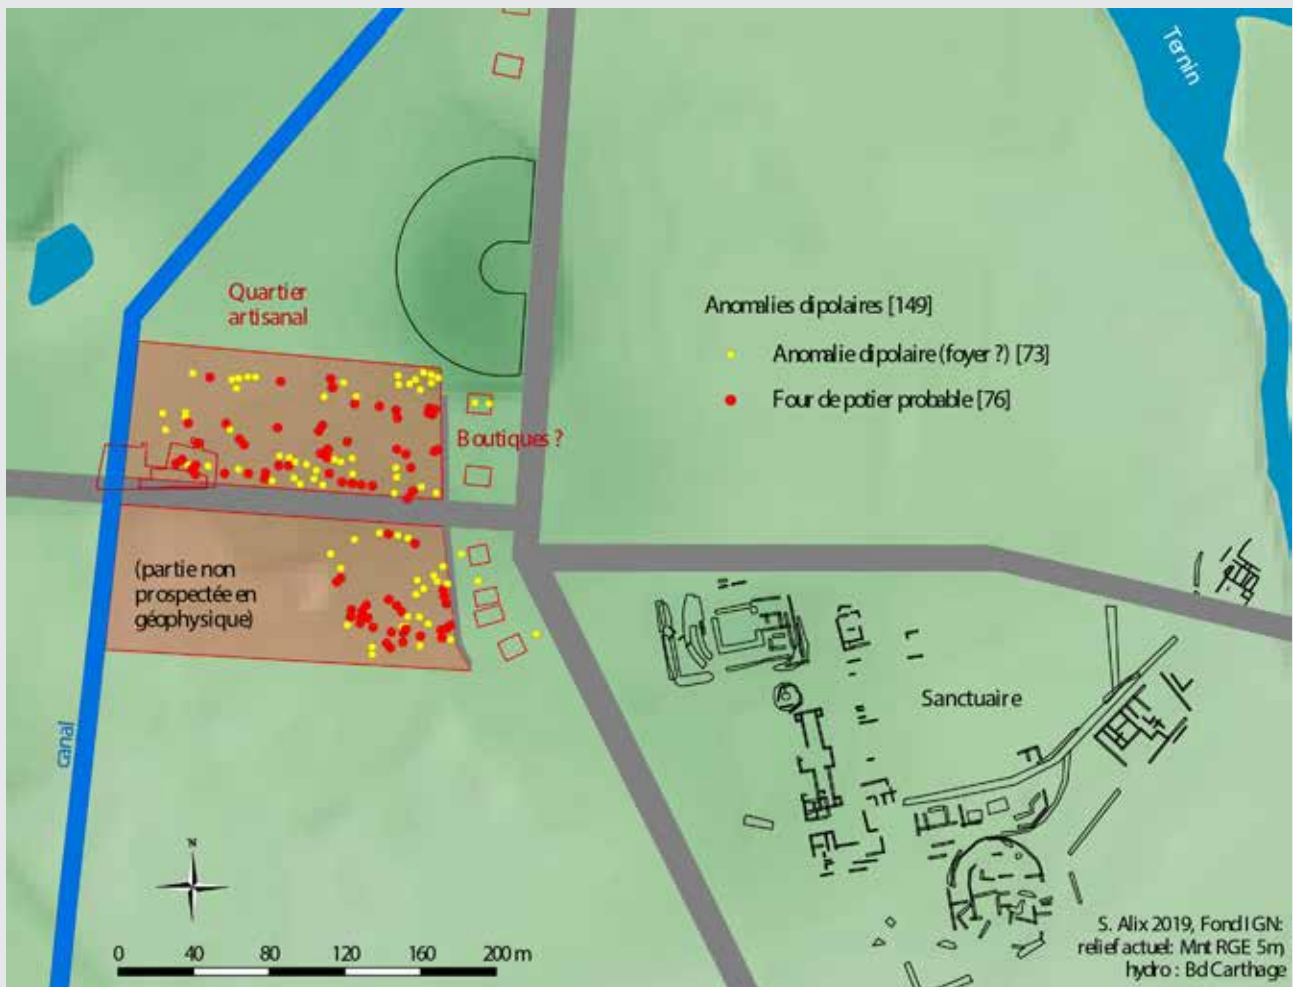 Ternin
Quartier
artisanal
Anomalies dipolaires [149]
Anomalie dipolaire (foyer ?) [73]
Four de potier probable [76]
Boutiques ?
(partie non
prospectée en
géophysique)
Sanctuaire
canal
N
0 40 80 120 160 200 m
S. Alix 2019, Fond IGN:
relief actuel: Mnt RGE 5m,
hydro : Bd Carthage